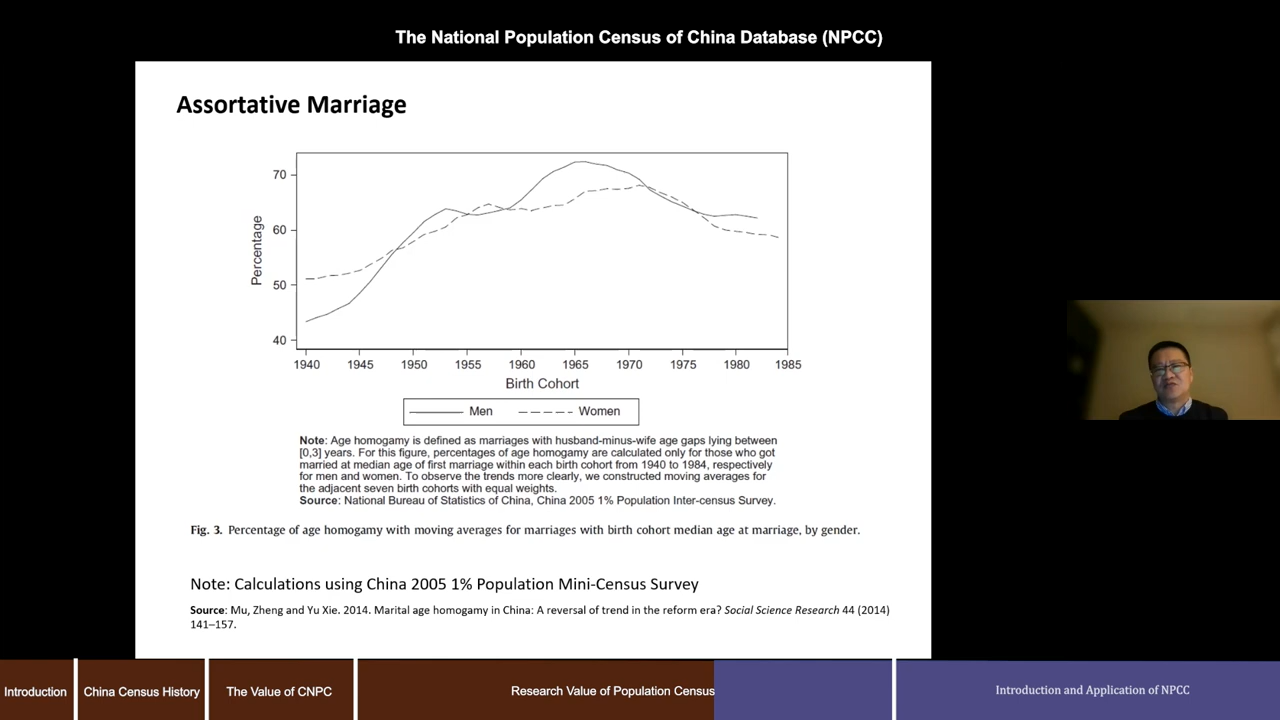 The National Population Census of China Database (NPCC)
Assortative Marriage
70
60
50
40
Percentage
1940 1945 1950 1955 1960 1965 1970 1975 1980 1985
Birth Cohort
Men Women
Note: Age homogamy is defined as marriages with husband-minus-wife age gaps lying between
[0,3] years. For this figure, percentages of age homogamy are calculated only for those who got
married at median age of first marriage within each birth cohort from 1940 to 1984, respectively
for men and women. To observe the trends more clearly, we constructed moving averages for
the adjacent seven birth cohorts with equal weights.
Source: National Bureau of Statistics of China, China 2005 1% Population Inter-census Survey.
Fig. 3. Percentage of age homogamy with moving averages for marriages with birth cohort median age at marriage, by gender.
Note: Calculations using China 2005 1% Population Mini-Census Survey
Source: Mu, Zheng and Yu Xie. 2014. Marital age homogamy in China: A reversal of trend in the reform era? Social Science Research 44 (2014)
141–157.
Introduction China Census History The Value of CNPC Research Value of Population Census Introduction and Application of NPCC